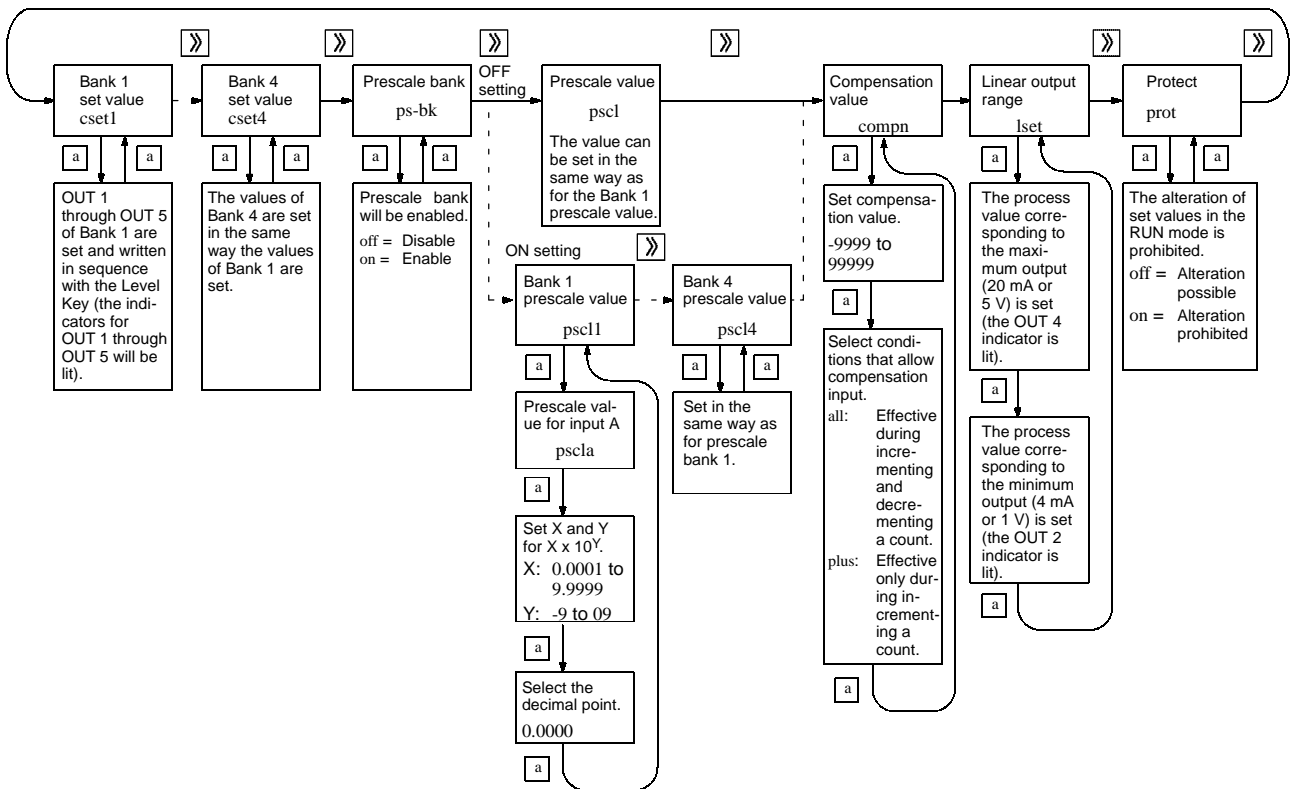 Bank 1
set value
cset1
a
a
OUT 1
through OUT 5
of Bank 1 are
set and written
in sequence
with the Level
Key (the indi-
cators for
OUT 1 through
OUT 5 will be
lit).
Bank 4
set value
cset4
a
a
The values of
Bank 4 are set
in the same
way the values
of Bank 1 are
set.
Prescale bank
ps-bk
a
a
Prescale bank
will be enabled.
off = Disable
on = Enable
OFF
setting
Prescale value
pscl
The value can
be set in the
same way as
for the Bank 1
prescale value.
ON setting
Bank 1
prescale value
pscl1
a
Prescale val-
ue for input A
pscla
a
Set X and Y
for X x 10Y.
X: 0.0001 to
9.9999
Y: -9 to 09
a
Select the
decimal point.
0.0000
a
Bank 4
prescale value
pscl4
a
a
Set in the
same way as
for prescale
bank 1.
Compensation
value
compn
a
Set compensa-
tion value.
-9999 to
99999
a
Select condi-
tions that allow
compensation
input.
all: Effective
during
incre-
menting
and
decre-
menting
a count.
plus: Effective
only dur-
ing in-
crement-
ing a
count.
a
Linear output
range
lset
a
The process
value corre-
sponding to
the maxi-
mum output
(20 mA or
5 V) is set
(the OUT 4
indicator is
lit).
a
The process
value corre-
sponding to
the minimum
output (4 mA
or 1 V) is set
(the OUT 2
indicator is
lit).
a
Protect
prot
a
a
The alteration of
set values in the
RUN mode is
prohibited.
off = Alteration
possible
on = Alteration
prohibited